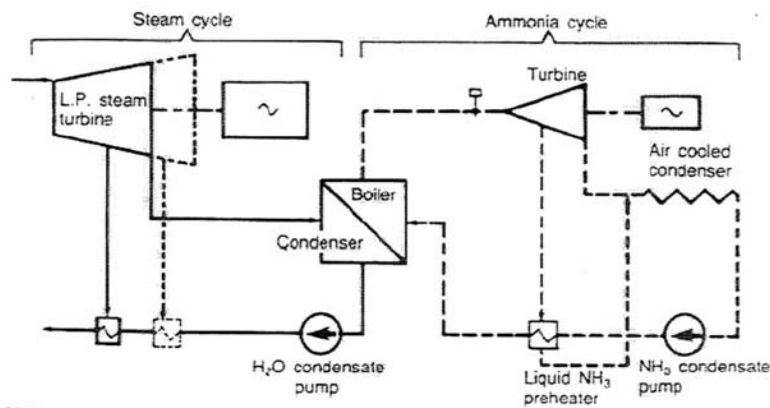 Steam cycle
Ammonia cycle
L.P. steam
turbine
~
Turbine
~
Air cooled
condenser
Boiler
Condenser
H₂O condensate
pump
Liquid NH₃
preheater
NH₃ condensate
pump